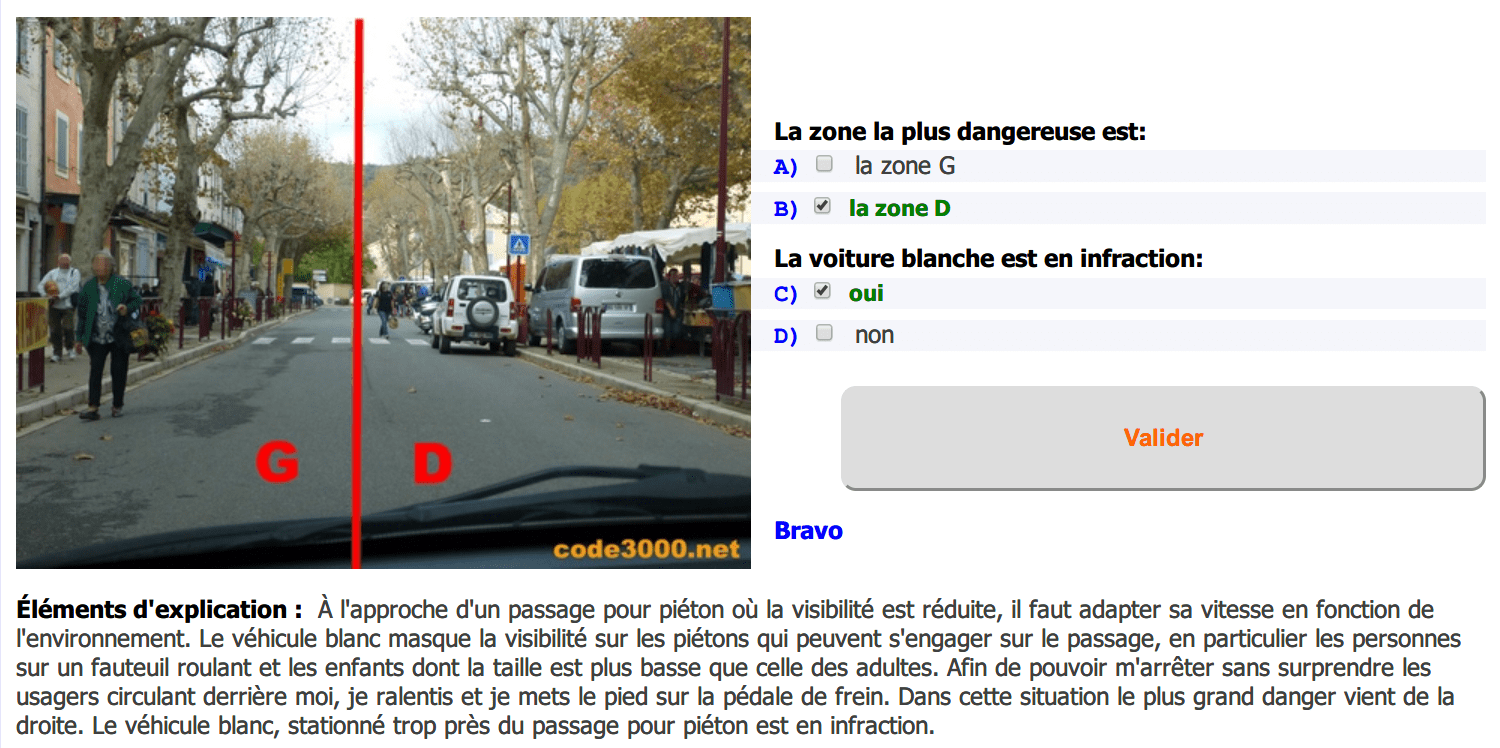 La zone la plus dangereuse est:
A) la zone G
B) la zone D
La voiture blanche est en infraction:
C) oui
D) non
Valider
Bravo
G D
code3000.net
Éléments d'explication : À l'approche d'un passage pour piéton où la visibilité est réduite, il faut adapter sa vitesse en fonction de
l'environnement. Le véhicule blanc masque la visibilité sur les piétons qui peuvent s'engager sur le passage, en particulier les personnes
sur un fauteuil roulant et les enfants dont la taille est plus basse que celle des adultes. Afin de pouvoir m'arrêter sans surprendre les
usagers circulant derrière moi, je ralentis et je mets le pied sur la pédale de frein. Dans cette situation le plus grand danger vient de la
droite. Le véhicule blanc, stationné trop près du passage pour piéton est en infraction.